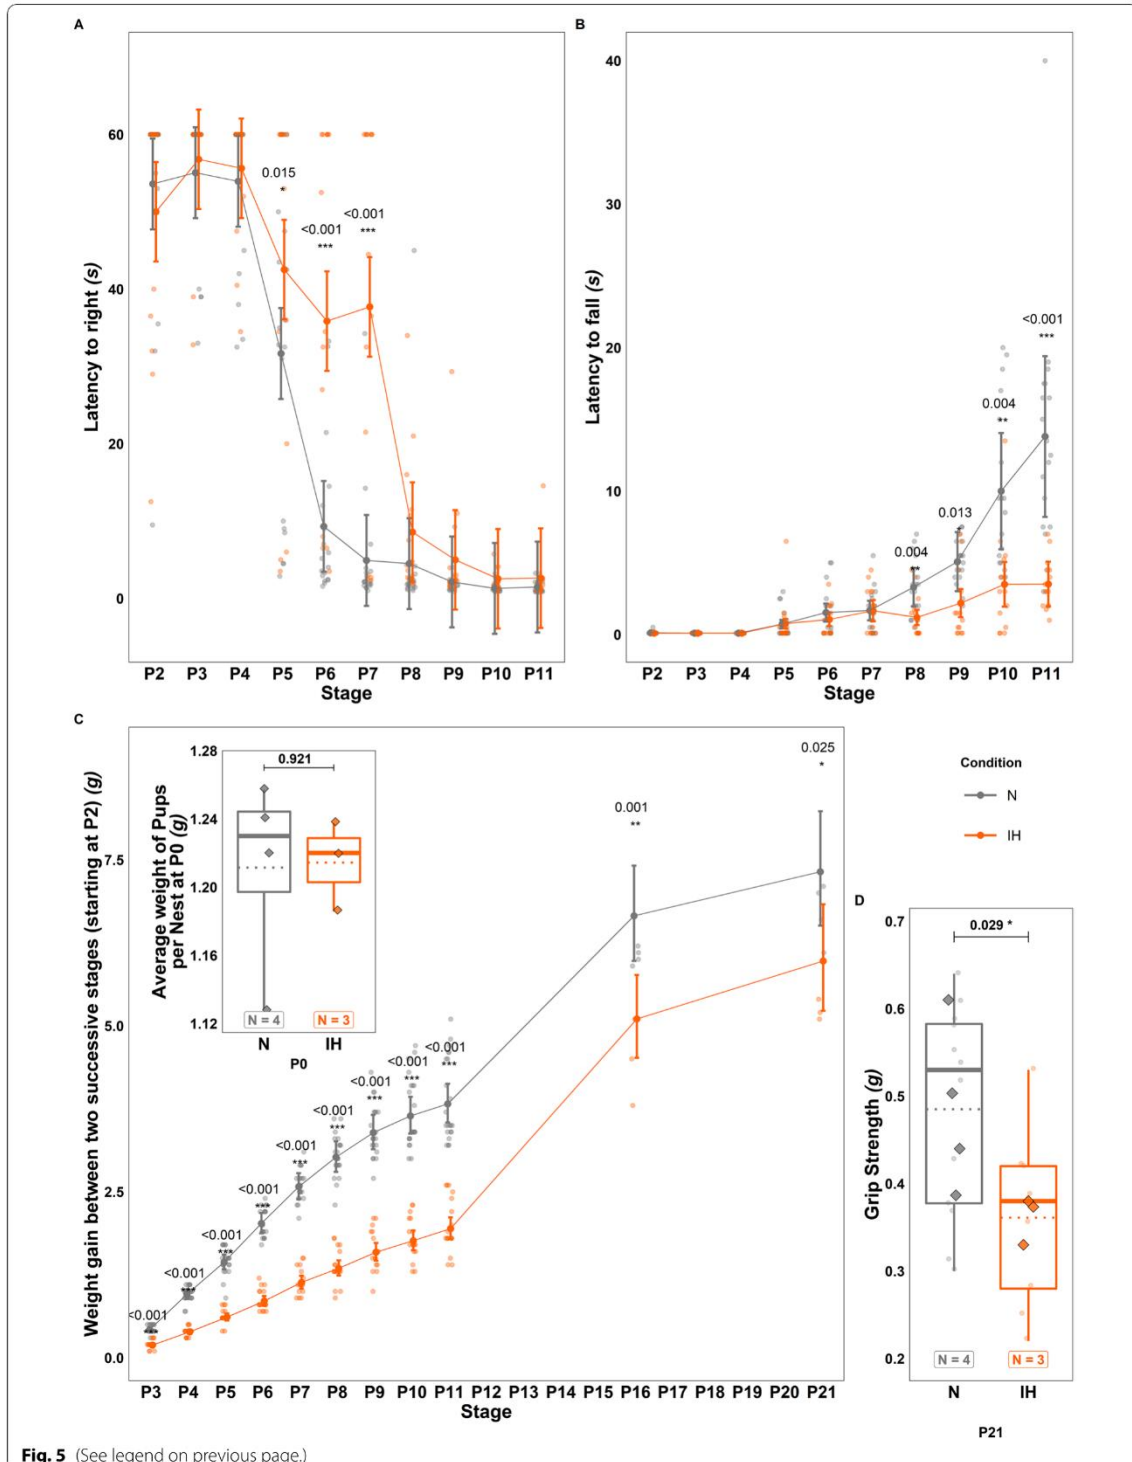 A
60
40
20
0
Latency to right (s)
0.015
*
<0.001
***
<0.001
***
P2 P3 P4 P5 P6 P7 P8 P9 P10 P11
Stage
B
40
30
20
10
0
Latency to fall (s)
0.004
**
0.013
*
0.004
**
<0.001
***
P2 P3 P4 P5 P6 P7 P8 P9 P10 P11
Stage
C
Weight gain between two successive stages (starting at P2) (g)
7.5
5.0
2.5
0.0
<0.001
***
<0.001
***
<0.001
***
<0.001
***
<0.001
***
<0.001
***
<0.001
***
<0.001
***
<0.001
***
0.001
**
0.025
*
P3 P4 P5 P6 P7 P8 P9 P10 P11 P12 P13 P14 P15 P16 P17 P18 P19 P20 P21
Stage
Average weight of Pups
per Nest at P0 (g)
1.28
1.24
1.20
1.16
1.12
0.921
N = 4 N = 3
N IH
P0
Condition
N
IH
D
Grip Strength (g)
0.7
0.6
0.5
0.4
0.3
0.2
0.029 *
N = 4 N = 3
N IH
P21
Fig. 5 (See legend on previous page.)